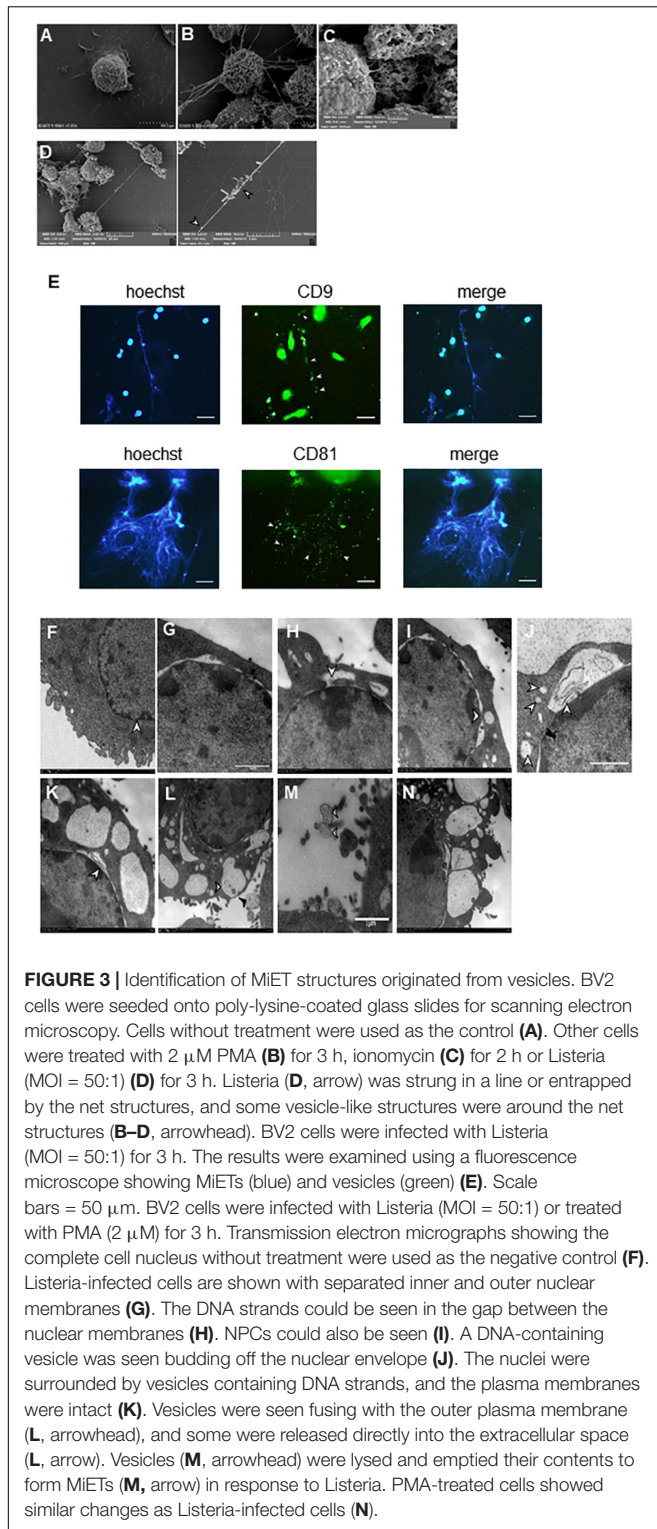 A
B
C
D
E
hoechst
CD9
merge
hoechst
CD81
merge
F
G
H
I
J
K
L
M
N
1μm
FIGURE 3 | Identification of MiET structures originated from vesicles. BV2
cells were seeded onto poly-lysine-coated glass slides for scanning electron
microscopy. Cells without treatment were used as the control (A). Other cells
were treated with 2 μM PMA (B) for 3 h, ionomycin (C) for 2 h or Listeria
(MOI = 50:1) (D) for 3 h. Listeria (D, arrow) was strung in a line or entrapped
by the net structures, and some vesicle-like structures were around the net
structures (B–D, arrowhead). BV2 cells were infected with Listeria
(MOI = 50:1) for 3 h. The results were examined using a fluorescence
microscope showing MiETs (blue) and vesicles (green) (E). Scale
bars = 50 μm. BV2 cells were infected with Listeria (MOI = 50:1) or treated
with PMA (2 μM) for 3 h. Transmission electron micrographs showing the
complete cell nucleus without treatment were used as the negative control (F).
Listeria-infected cells are shown with separated inner and outer nuclear
membranes (G). The DNA strands could be seen in the gap between the
nuclear membranes (H). NPCs could also be seen (I). A DNA-containing
vesicle was seen budding off the nuclear envelope (J). The nuclei were
surrounded by vesicles containing DNA strands, and the plasma membranes
were intact (K). Vesicles were seen fusing with the outer plasma membrane
(L, arrowhead), and some were released directly into the extracellular space
(L, arrow). Vesicles (M, arrowhead) were lysed and emptied their contents to
form MiETs (M, arrow) in response to Listeria. PMA-treated cells showed
similar changes as Listeria-infected cells (N).